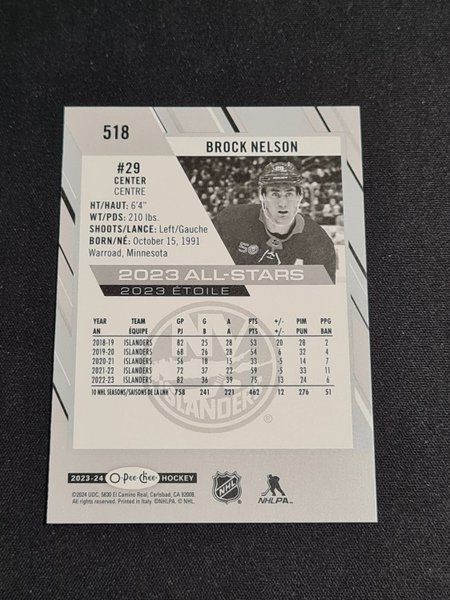 518
BROCK NELSON
#29
CENTER
CENTRE
HT/HAUT: 6'4"
WT/PDS: 210 lbs.
SHOOTS/LANCE: Left/Gauche
BORN/NÉ: October 15, 1991
Warroad, Minnesota
2023 ALL-STARS
2023 ÉTOILE
YEAR TEAM GP G A PTS +/- PIM PPG
AN ÉQUIPE PJ B A PTS +/- PUN BAN
2018-19 ISLANDERS 82 25 28 53 20 28 2
2019-20 ISLANDERS 68 26 28 54 5 32 4
2020-21 ISLANDERS 56 18 15 33 -5 14 7
2021-22 ISLANDERS 72 37 22 59 -5 33 11
2022-23 ISLANDERS 82 36 39 75 13 24 6
10 NHL SEASONS/SAISONS DE LA LNH 758 241 221 462 12 276 51
ISLANDERS
®
2023-24 O-Pee-Chee HOCKEY
©2024 UDC, 5830 El Camino Real, Carlsbad, CA 92008.
All rights reserved. Printed in Italy. ©NHLPA. © NHL.
NHL
NHLPA